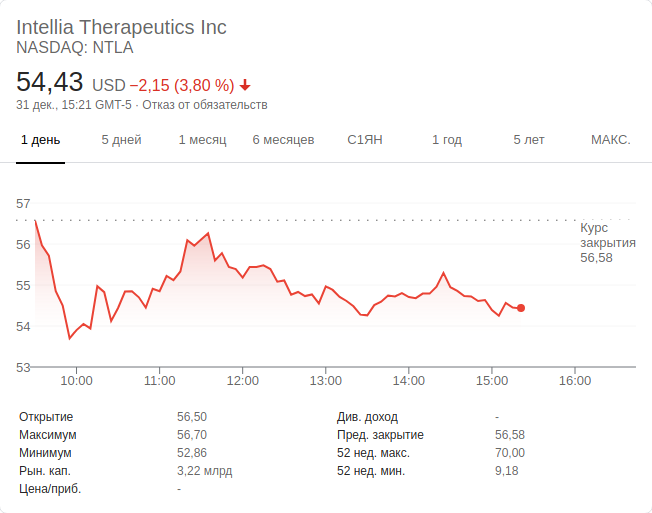 Intellia Therapeutics Inc
NASDAQ: NTLA
54,43 USD −2,15 (3,80 %)
31 дек., 15:21 GMT-5 · Отказ от обязательств
1 день 5 дней 1 месяц 6 месяцев С1ЯН 1 год 5 лет МАКС.
57
56
55
54
53
Курс
закрытия
56,58
10:00 11:00 12:00 13:00 14:00 15:00 16:00
Открытие 56,50
Максимум 56,70
Минимум 52,86
Рын. кап. 3,22 млрд
Цена/приб. -
Див. доход -
Пред. закрытие 56,58
52 нед. макс. 70,00
52 нед. мин. 9,18